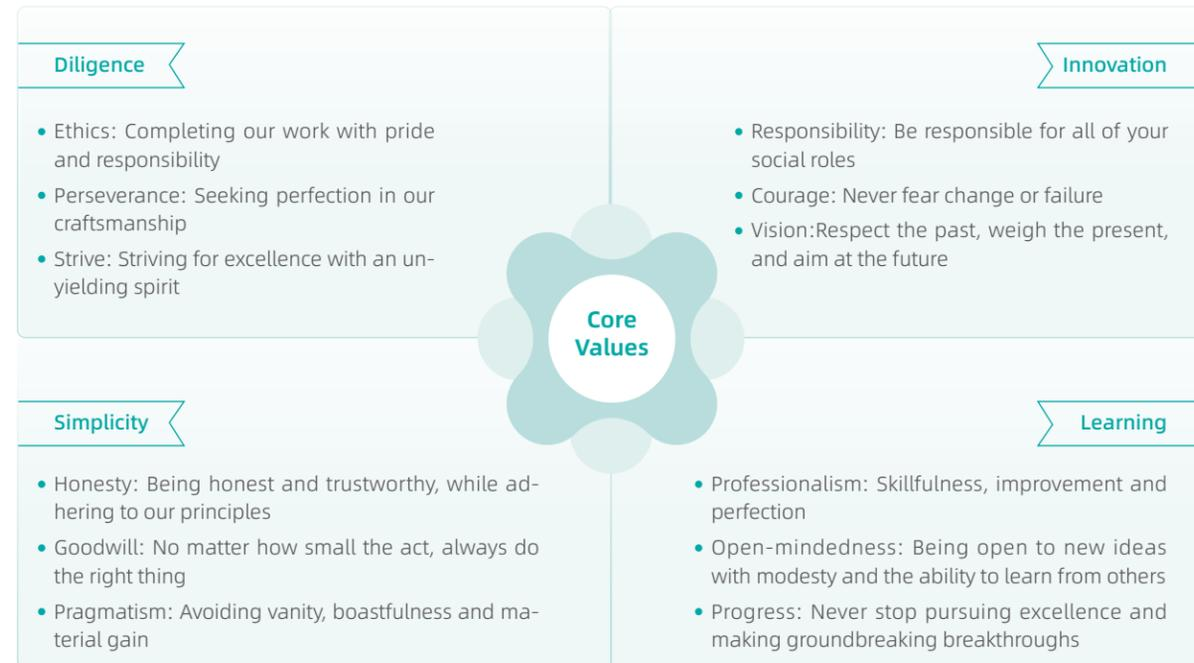 Diligence
Ethics: Completing our work with pride
and responsibility
Perseverance: Seeking perfection in our
craftsmanship
Strive: Striving for excellence with an un-
yielding spirit
Innovation
Responsibility: Be responsible for all of your
social roles
Courage: Never fear change or failure
Vision:Respect the past, weigh the present,
and aim at the future
Core
Values
Simplicity
Honesty: Being honest and trustworthy, while ad-
hering to our principles
Goodwill: No matter how small the act, always do
the right thing
Pragmatism: Avoiding vanity, boastfulness and ma-
terial gain
Learning
Professionalism: Skillfulness, improvement and
perfection
Open-mindedness: Being open to new ideas
with modesty and the ability to learn from others
Progress: Never stop pursuing excellence and
making groundbreaking breakthroughs